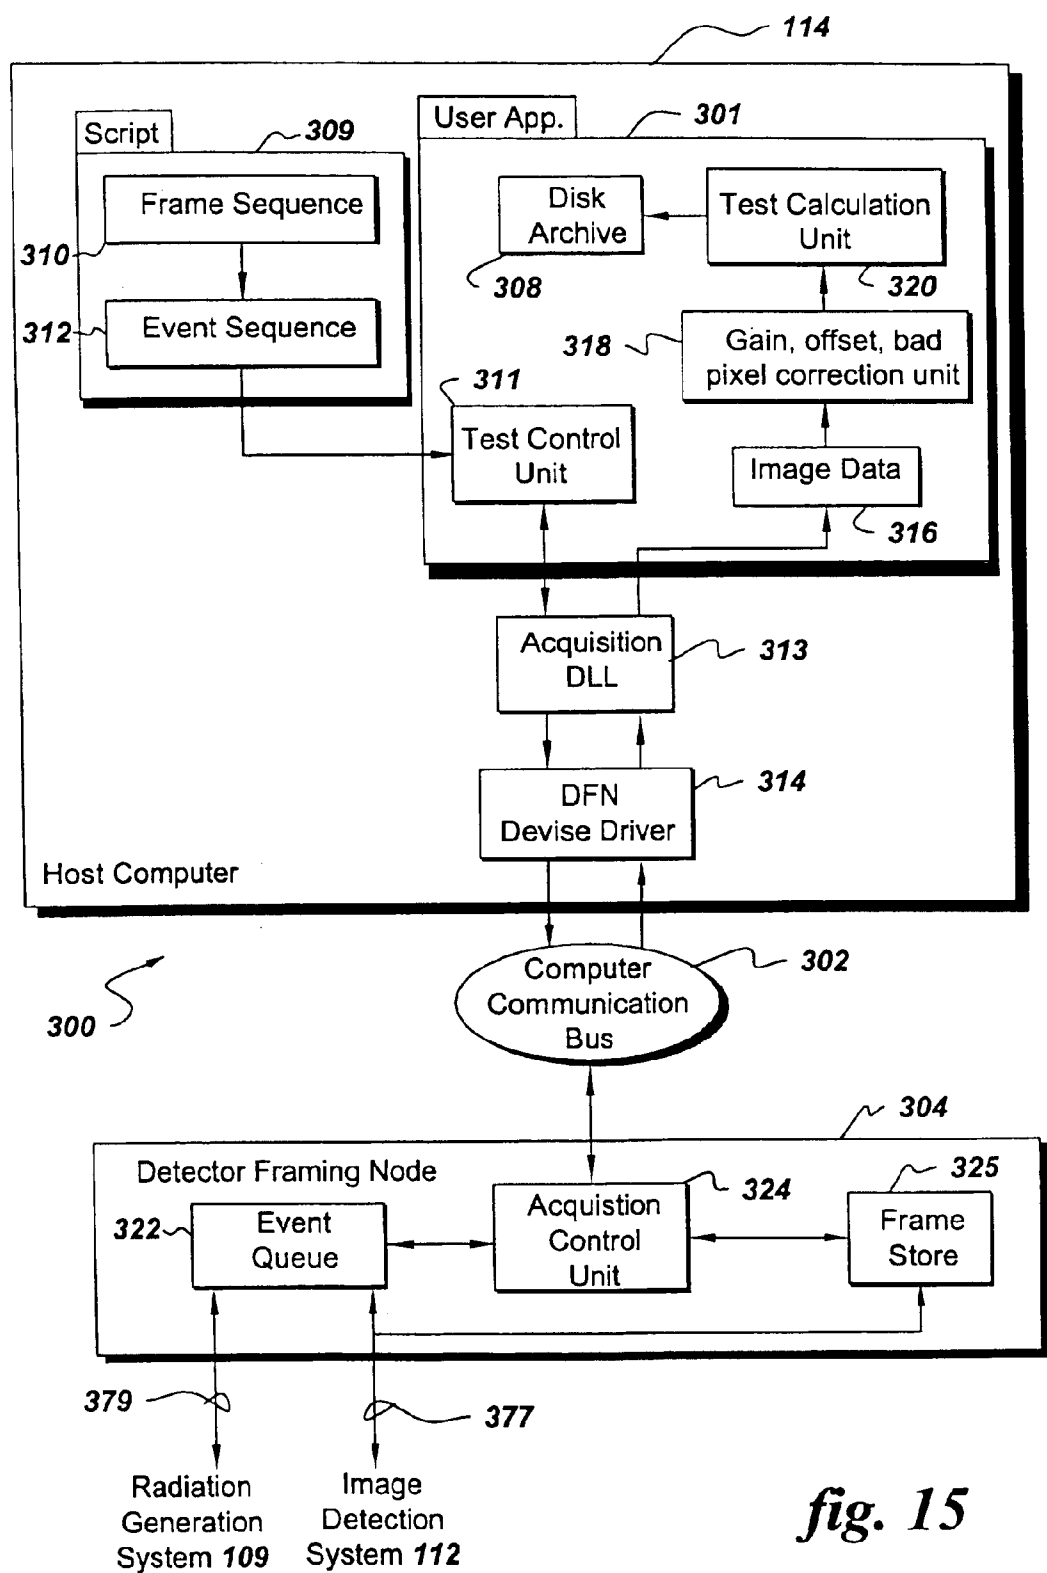 114
User App.
301
Script
309
Frame Sequence
310
Disk
Archive
308
Test Calculation
Unit
320
Event Sequence
312
318
Gain, offset, bad
pixel correction unit
311
Test Control
Unit
Image Data
316
Acquisition
DLL
313
DFN
Devise Driver
314
Host Computer
300
Computer
Communication
Bus
302
304
Detector Framing Node
322
Event
Queue
Acquistion
Control
Unit
324
325
Frame
Store
379
377
Radiation
Generation
System 109
Image
Detection
System 112
fig. 15